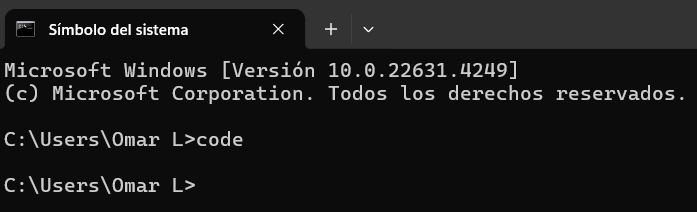 Símbolo del sistema
Microsoft Windows [Versión 10.0.22631.4249]
(c) Microsoft Corporation. Todos los derechos reservados.
C:\Users\Omar L>code
C:\Users\Omar L>